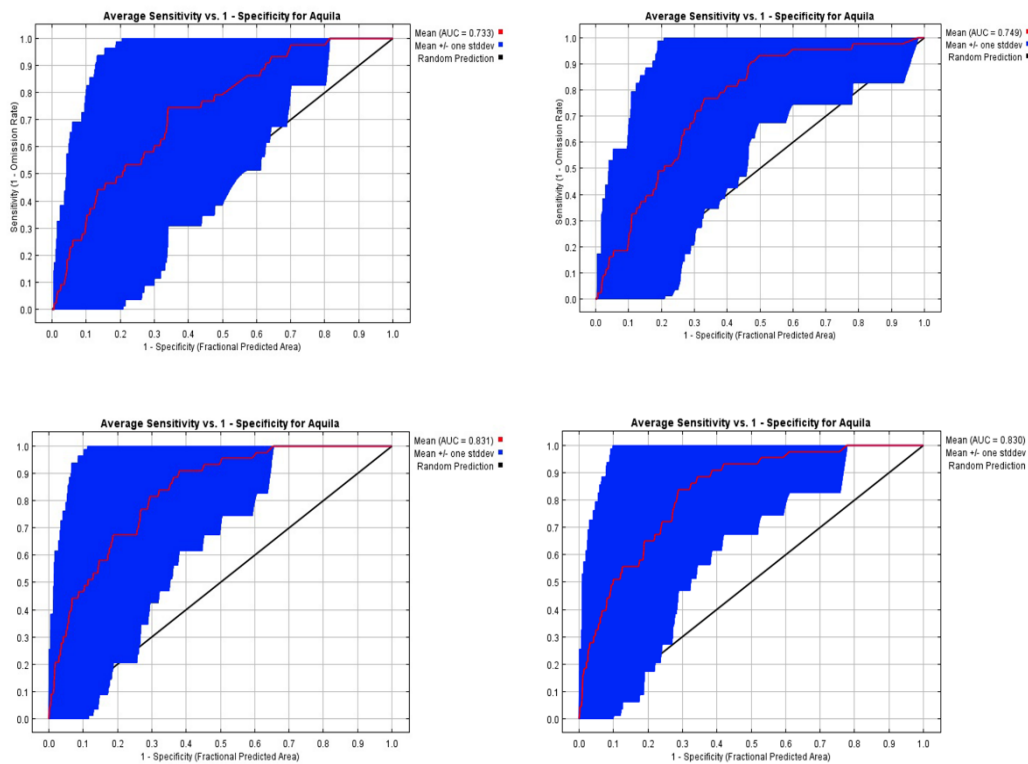 Average Sensitivity vs. 1 - Specificity for Aquila
Mean (AUC = 0.733)
Mean +/- one stddev
Random Prediction
Sensitivity (1 - Omission Rate)
1.0
0.9
0.8
0.7
0.6
0.5
0.4
0.3
0.2
0.1
0.0
0.0 0.1 0.2 0.3 0.4 0.5 0.6 0.7 0.8 0.9 1.0
1 - Specificity (Fractional Predicted Area)
Average Sensitivity vs. 1 - Specificity for Aquila
Mean (AUC = 0.749)
Mean +/- one stddev
Random Prediction
Sensitivity (1 - Omission Rate)
1.0
0.9
0.8
0.7
0.6
0.5
0.4
0.3
0.2
0.1
0.0
0.0 0.1 0.2 0.3 0.4 0.5 0.6 0.7 0.8 0.9 1.0
1 - Specificity (Fractional Predicted Area)
Average Sensitivity vs. 1 - Specificity for Aquila
Mean (AUC = 0.831)
Mean +/- one stddev
Random Prediction
1.0
0.9
0.8
0.7
0.6
0.5
0.4
0.3
0.2
0.1
0.0
0.0 0.1 0.2 0.3 0.4 0.5 0.6 0.7 0.8 0.9 1.0
1 - Specificity (Fractional Predicted Area)
Average Sensitivity vs. 1 - Specificity for Aquila
Mean (AUC = 0.830)
Mean +/- one stddev
Random Prediction
1.0
0.9
0.8
0.7
0.6
0.5
0.4
0.3
0.2
0.1
0.0
0.0 0.1 0.2 0.3 0.4 0.5 0.6 0.7 0.8 0.9 1.0
1 - Specificity (Fractional Predicted Area)